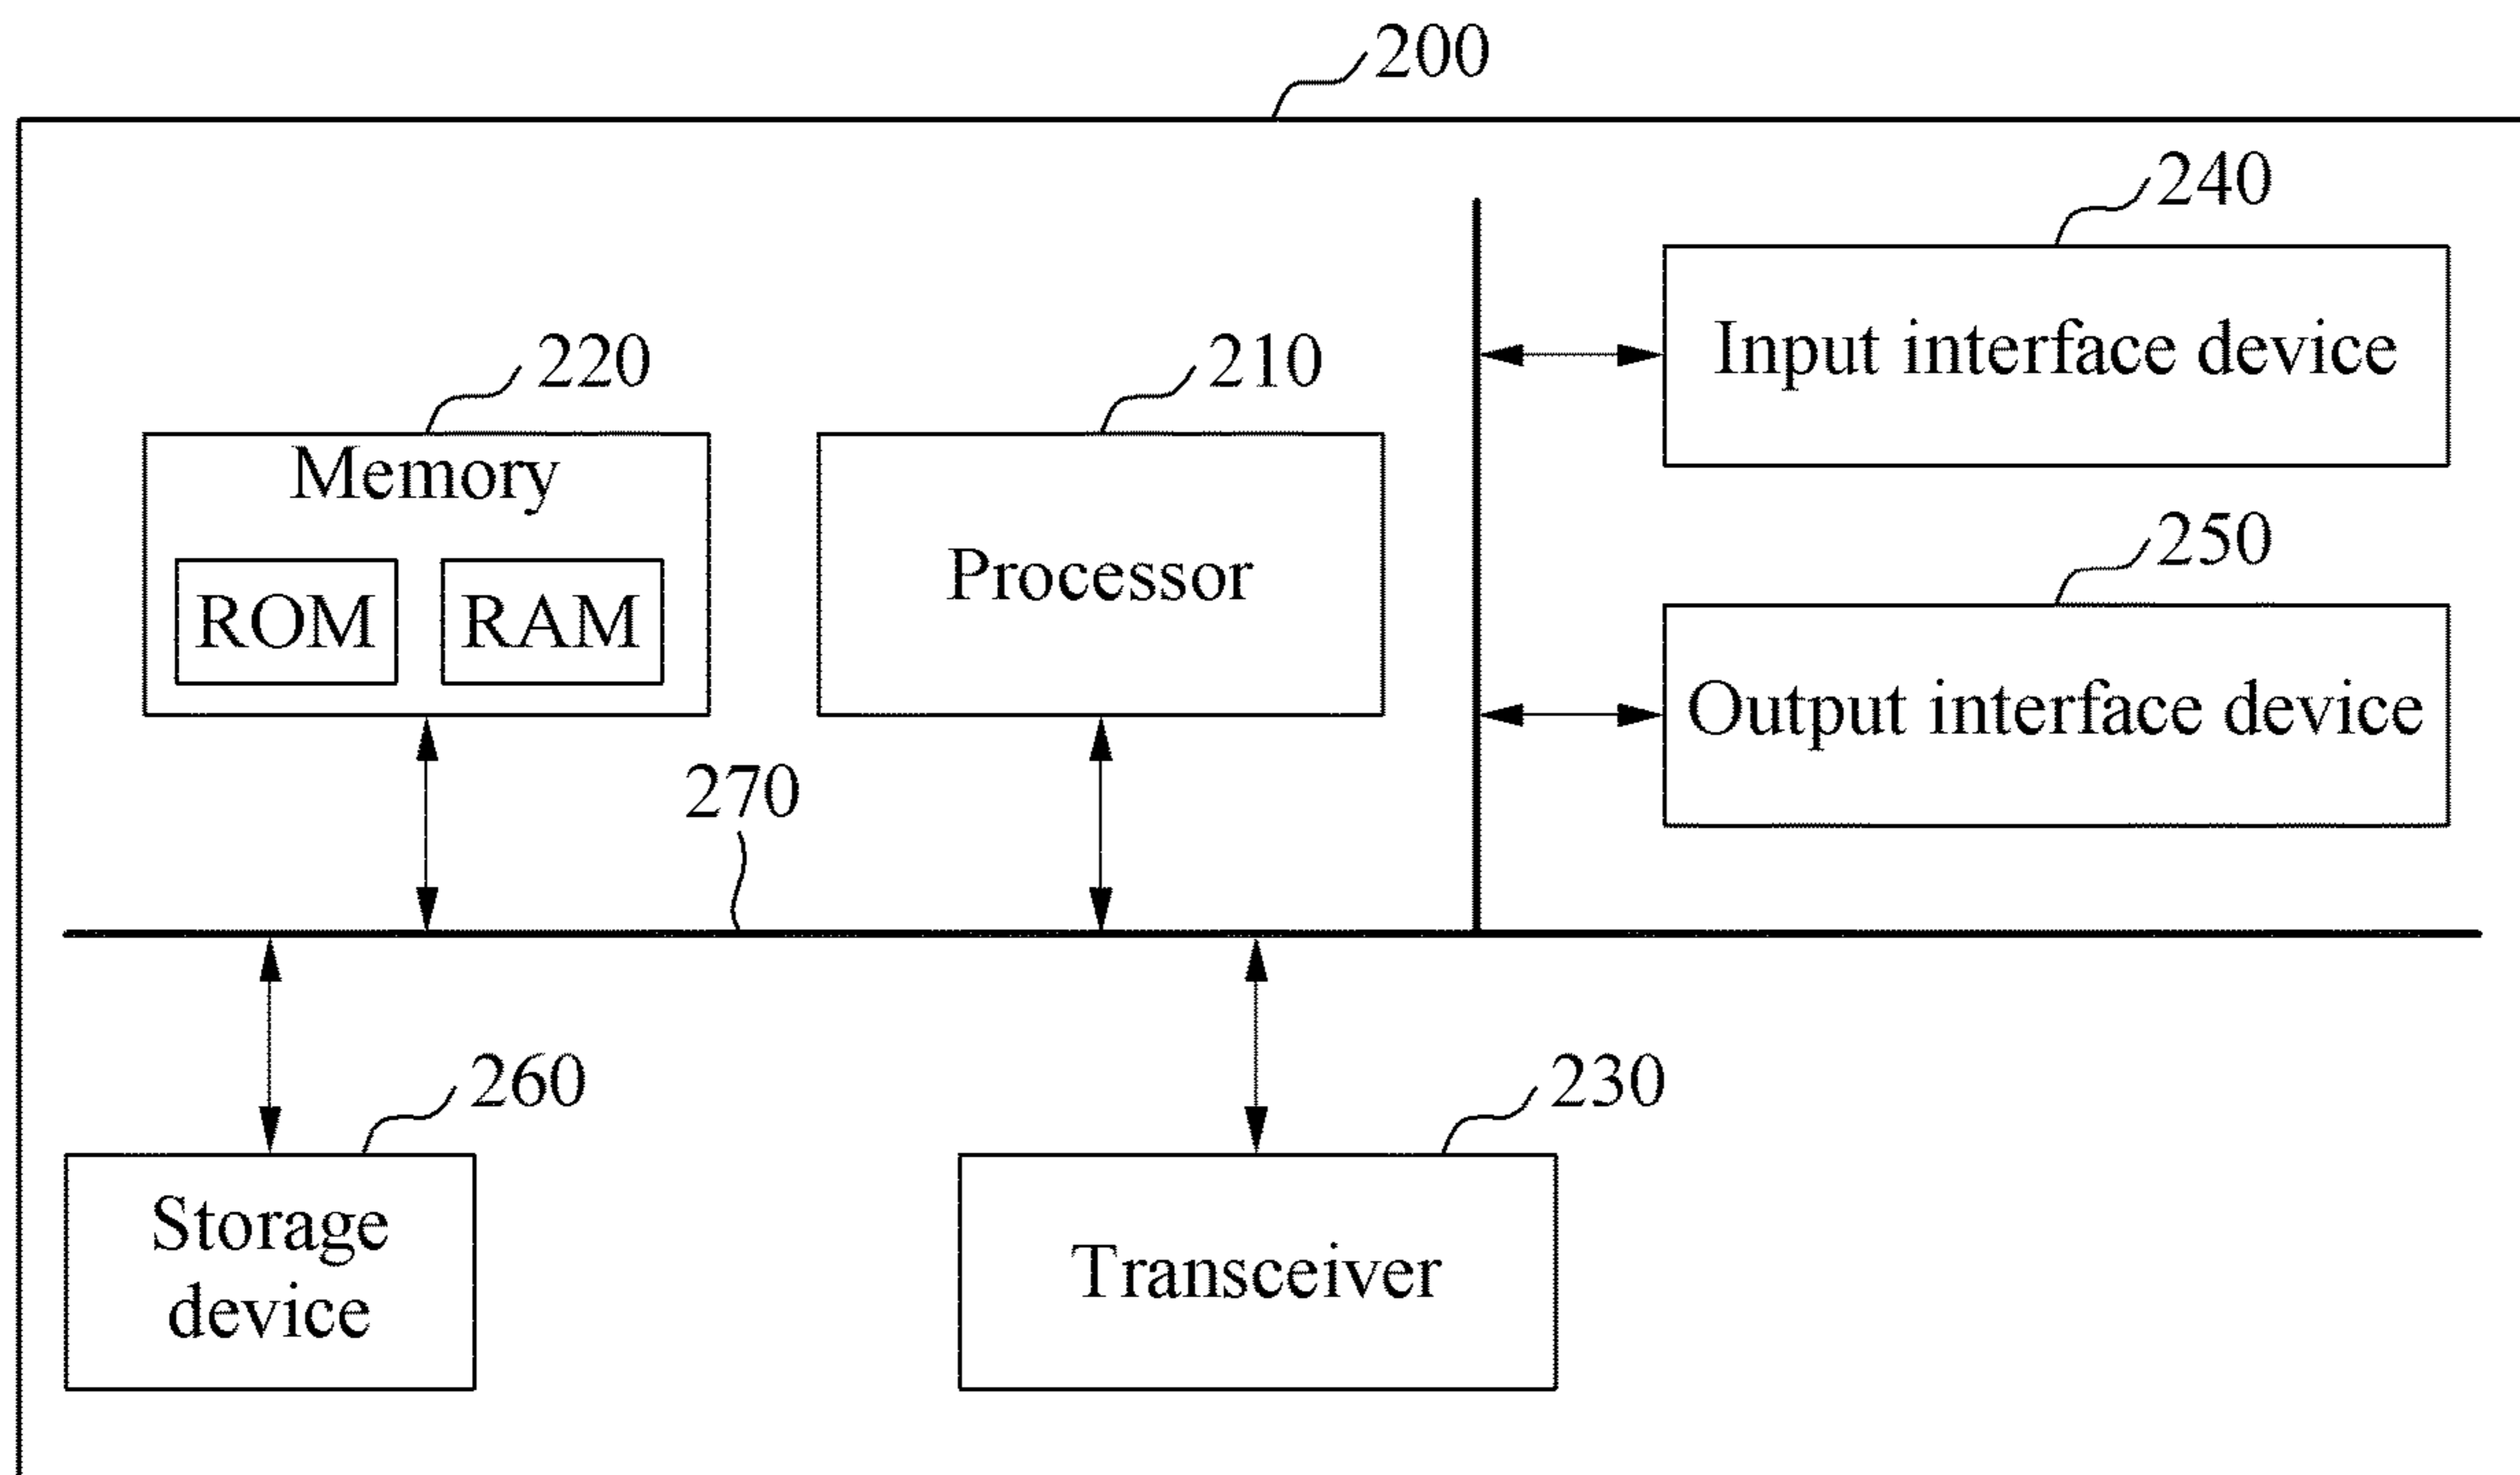 200
240
Input interface device
220
210
Memory
ROM
RAM
Processor
250
Output interface device
270
260
230
Storage
device
Transceiver